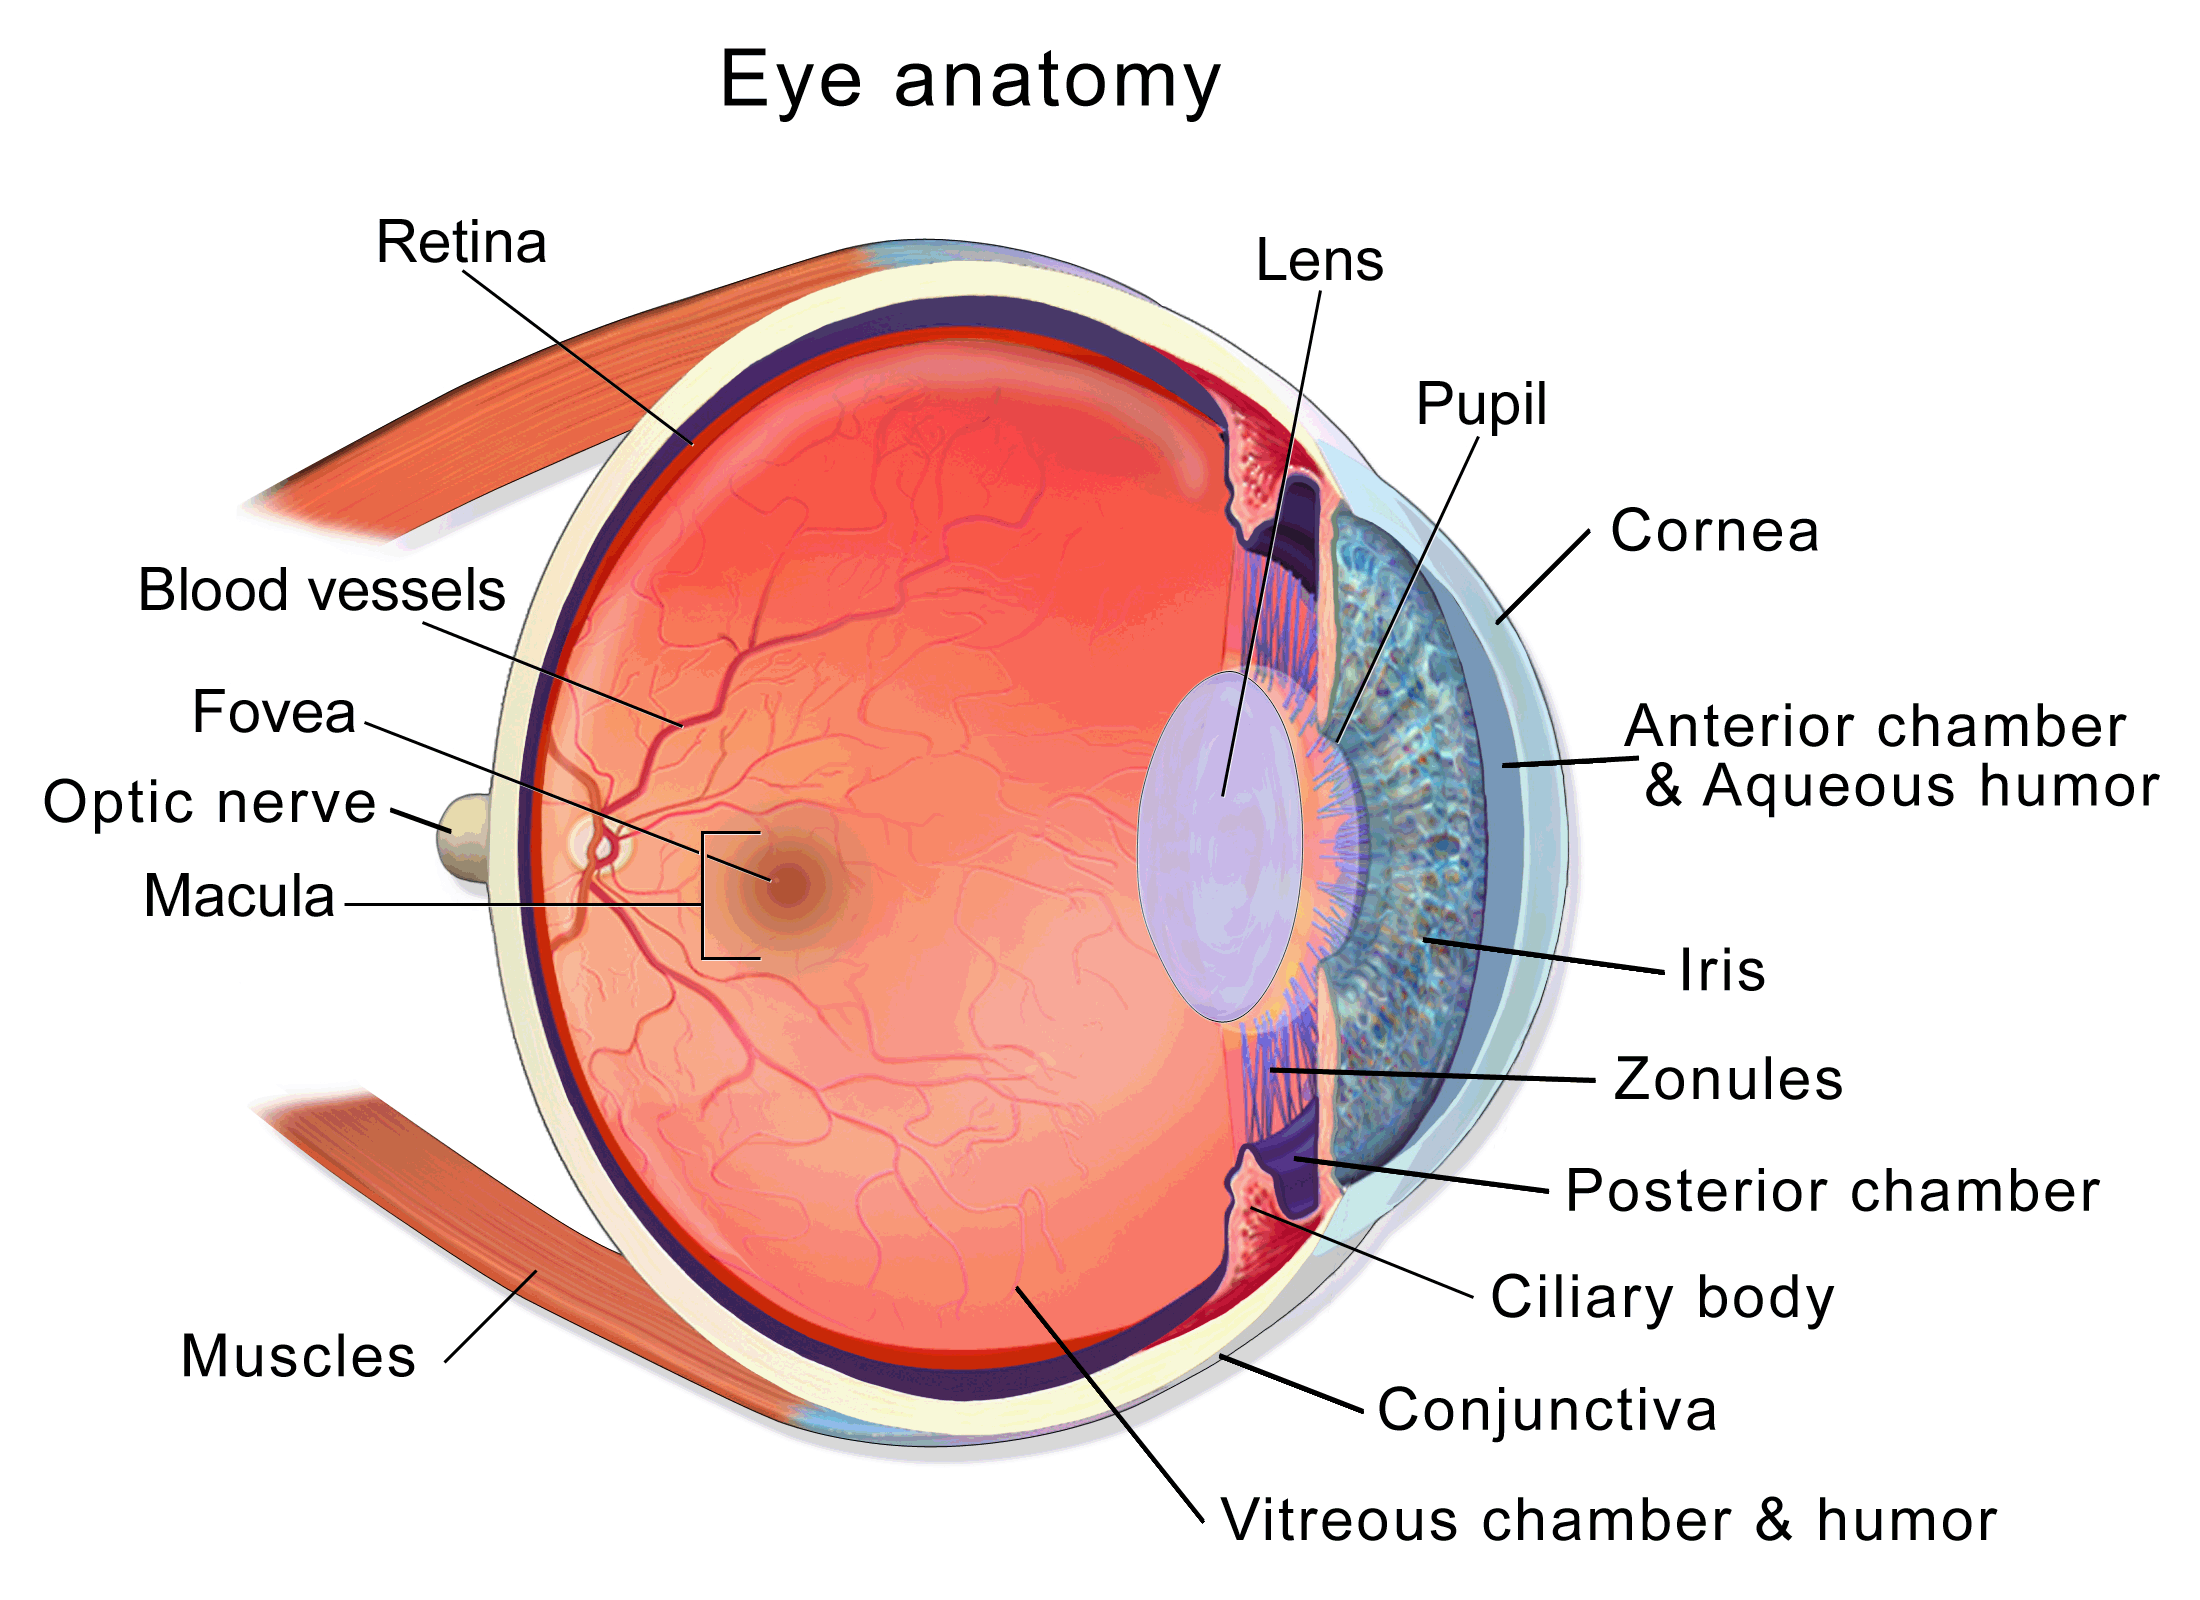 Eye anatomy
Retina
Lens
Pupil
Cornea
Blood vessels
Fovea
Anterior chamber
& Aqueous humor
Optic nerve
Macula
Iris
Zonules
Posterior chamber
Ciliary body
Muscles
Conjunctiva
Vitreous chamber & humor